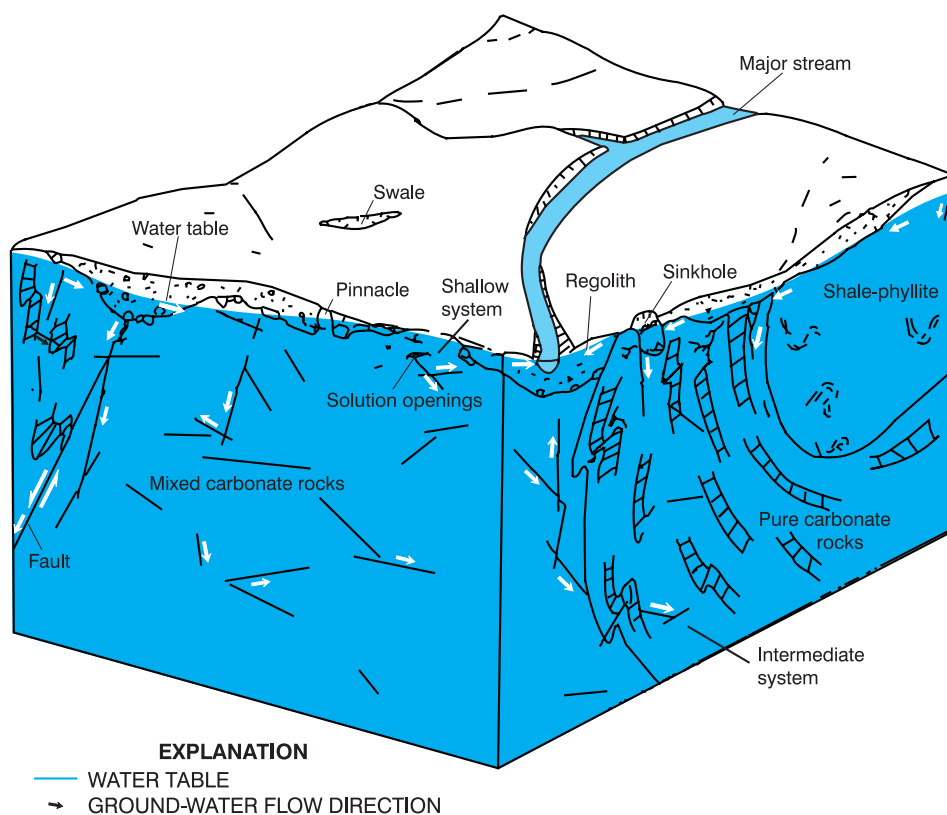 Major stream
Swale
Water table
Pinnacle
Shallow
system
Regolith
Sinkhole
Shale-phyllite
Solution openings
Mixed carbonate rocks
Pure carbonate
rocks
Fault
Intermediate
system
EXPLANATION
WATER TABLE
GROUND-WATER FLOW DIRECTION